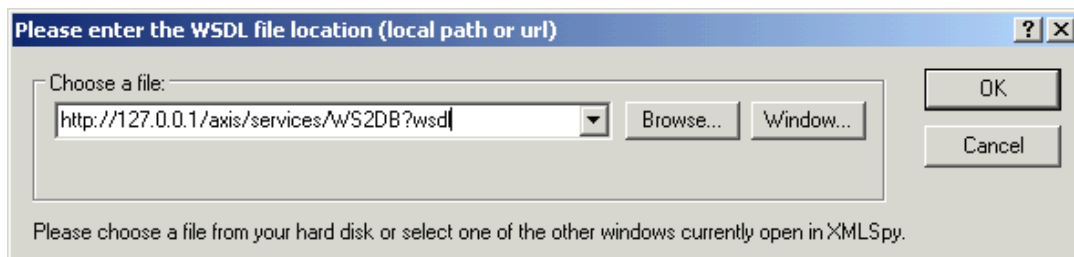 Please enter the WSDL file location (local path or url)
Choose a file:
http://127.0.0.1/axis/services/WS2DB?wsdl
Browse...
Window...
OK
Cancel
Please choose a file from your hard disk or select one of the other windows currently open in XMLSpy.